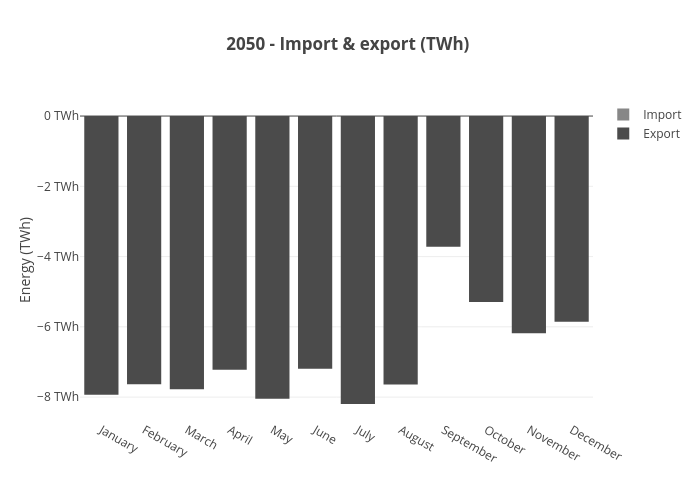 2050 - Import & export (TWh)
0 TWh
−2 TWh
−4 TWh
−6 TWh
−8 TWh
Energy (TWh)
Import
Export
January
February
March
April
May
June
July
August
September
October
November
December